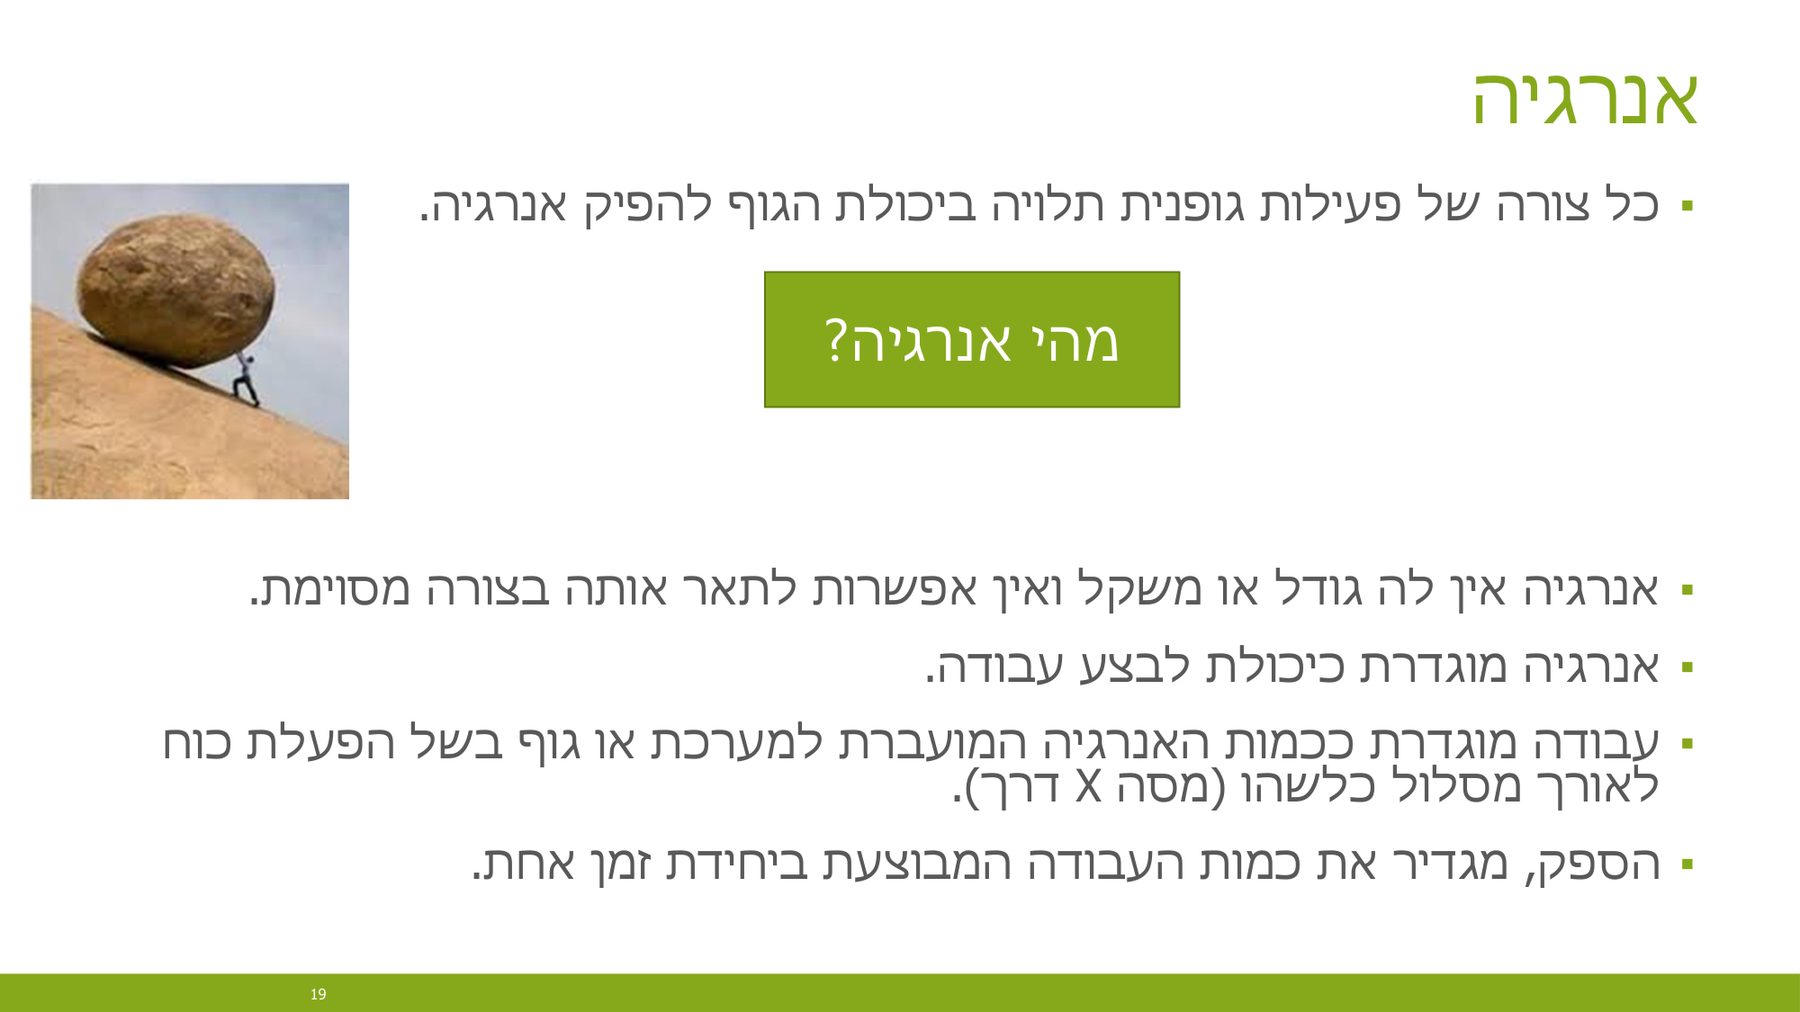 אנרגיה
▪ כל צורה של פעילות גופנית תלויה ביכולת הגוף להפיק אנרגיה.
מהי אנרגיה?
▪ אנרגיה אין לה גודל או משקל ואין אפשרות לתאר אותה בצורה מסוימת.
▪ אנרגיה מוגדרת כיכולת לבצע עבודה.
▪ עבודה מוגדרת ככמות האנרגיה המועברת למערכת או גוף בשל הפעלת כוח
לאורך מסלול כלשהו (מסה X דרך).
▪ הספק, מגדיר את כמות העבודה המבוצעת ביחידת זמן אחת.
19